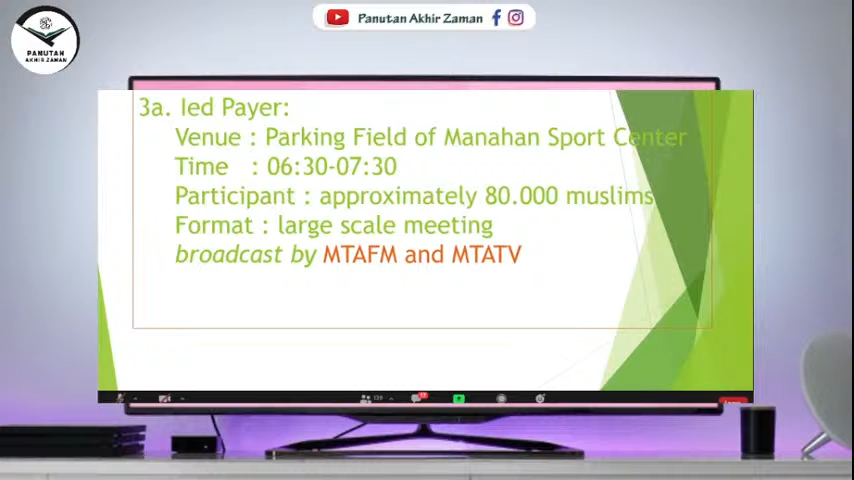 Panutan Akhir Zaman
PANUTAN
AKHIR ZAMAN
3a. Ied Payer:
Venue : Parking Field of Manahan Sport Center
Time : 06:30-07:30
Participant : approximately 80.000 muslims
Format : large scale meeting
broadcast by MTAFM and MTATV